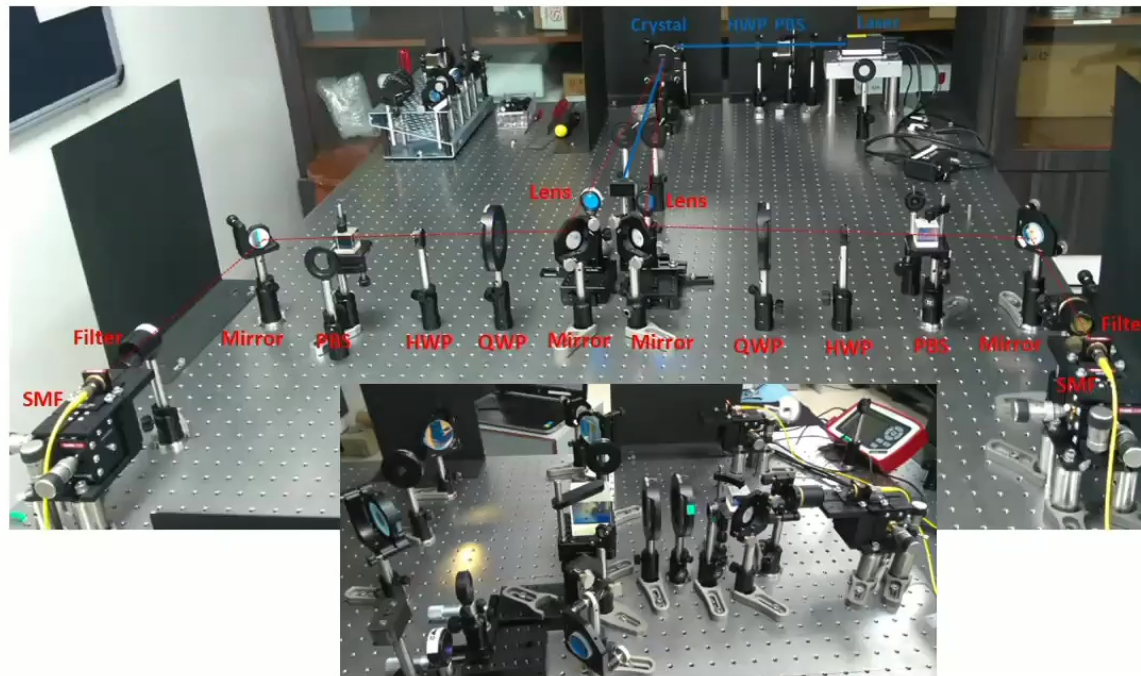 Crystal HWP PBS Laser
Lens Lens
Filter Mirror PBS HWP QWP Mirror Mirror QWP HWP PBS Mirror Filter
SMF SMF